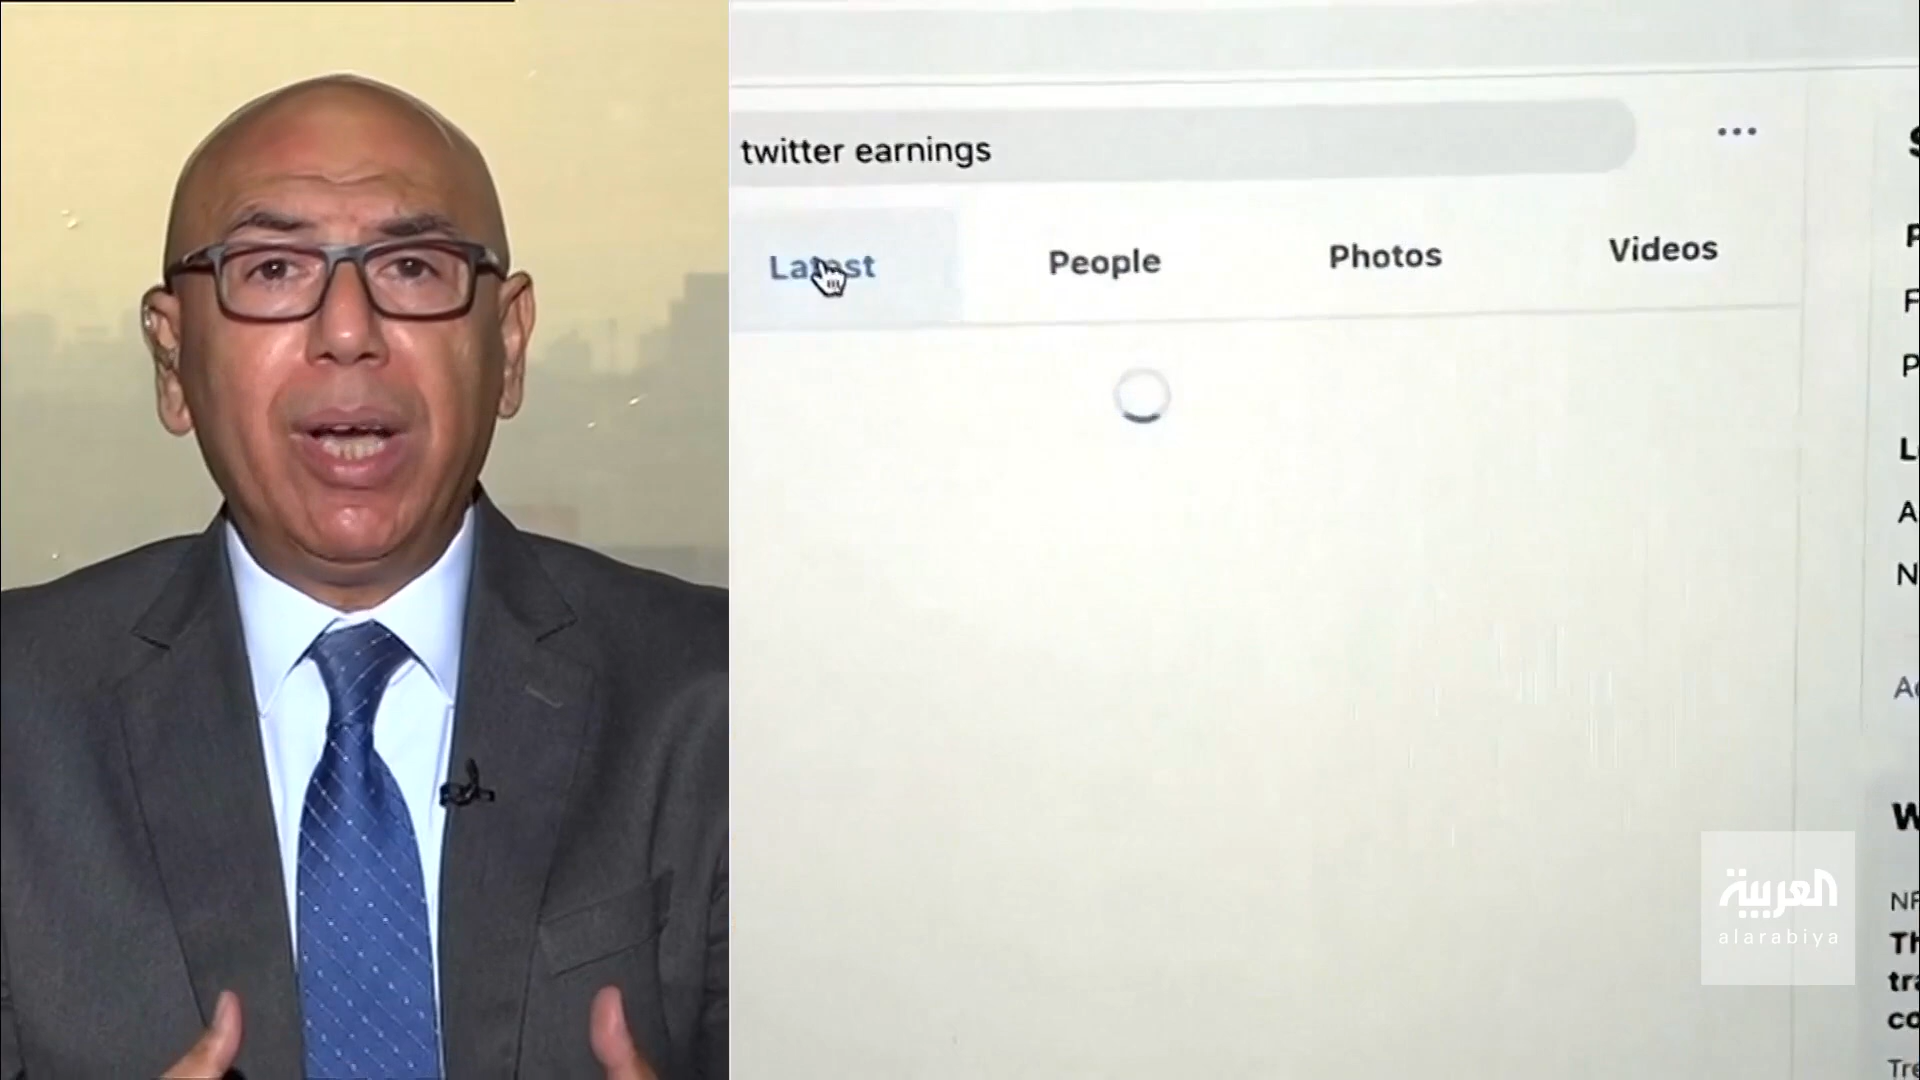 twitter earnings
Latest
People
Photos
Videos
العربية
alarabiya